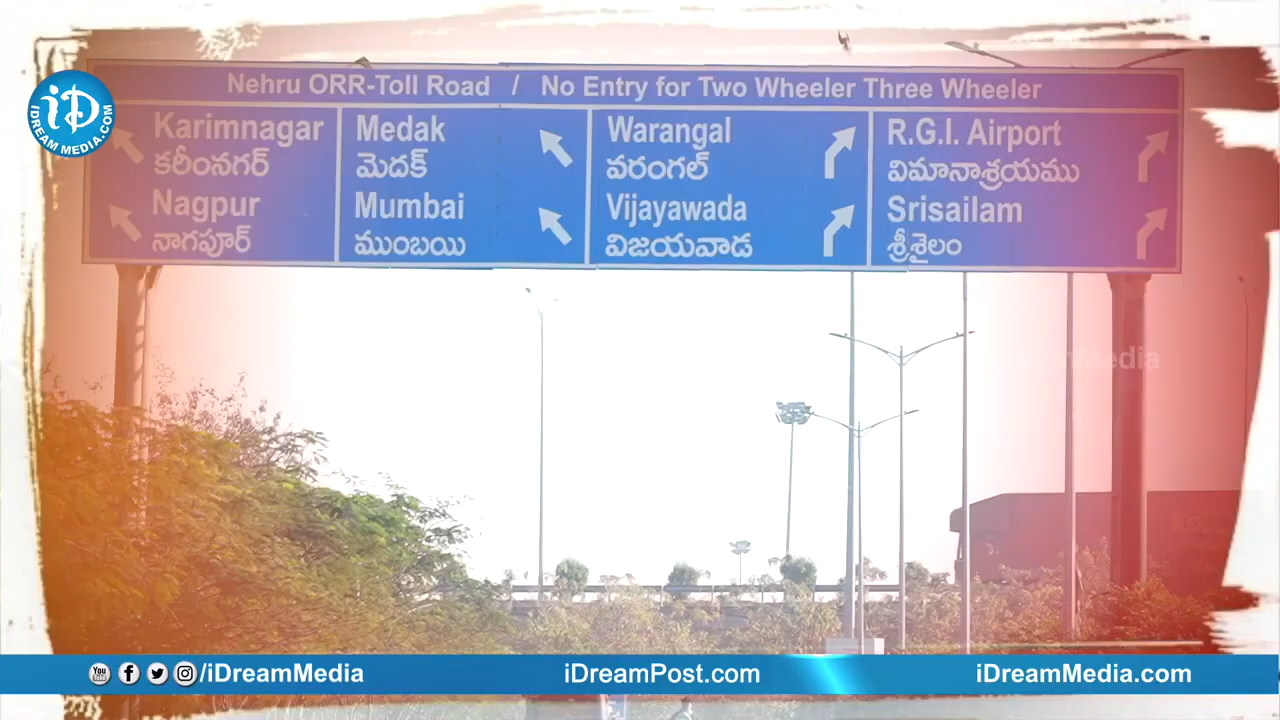 Nehru ORR-Toll Road / No Entry for Two Wheeler Three Wheeler
Karimnagar
కరీంనగర్
Nagpur
నాగపూర్
Medak
మెదక్
Mumbai
ముంబయి
Warangal
వరంగల్
Vijayawada
విజయవాడ
R.G.I. Airport
విమానాశ్రయము
Srisailam
శ్రీశైలం
iD
iDREAM MEDIA.COM
You
/iDreamMedia
iDreamPost.com
iDreamMedia.com